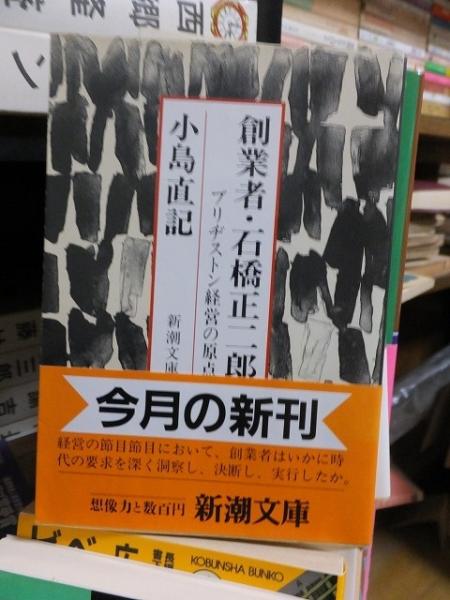 創業者・石橋正二郎
ブリヂストン経営の原点
小島直記
新潮文庫
今月の新刊
経営の節目節目において、創業者はいかに時
代の要求を深く洞察し、決断し、実行したか。
想像力と数百円 新潮文庫
KOBUNSHA BUNKO